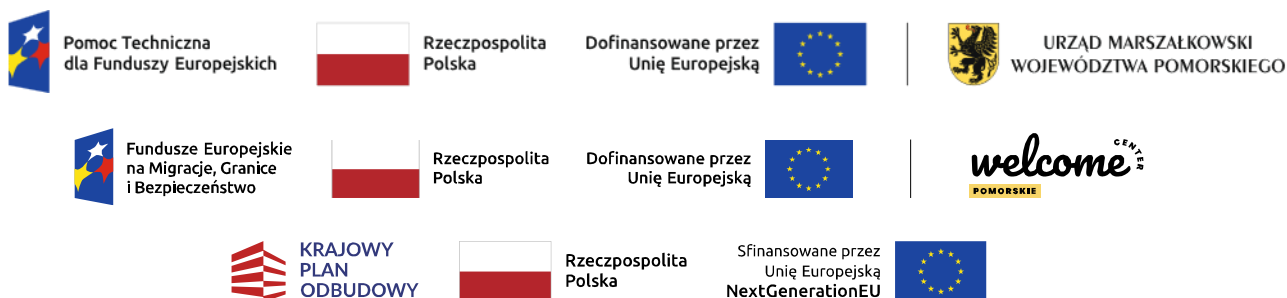 Pomoc Techniczna
dla Funduszy Europejskich
Rzeczpospolita
Polska
Dofinansowane przez
Unię Europejską
URZĄD MARSZAŁKOWSKI
WOJEWÓDZTWA POMORSKIEGO
Fundusze Europejskie
na Migracje, Granice
i Bezpieczeństwo
Rzeczpospolita
Polska
Dofinansowane przez
Unię Europejską
welcome
CENTER
POMORSKIE
KRAJOWY
PLAN
ODBUDOWY
Rzeczpospolita
Polska
Sfinansowane przez
Unię Europejską
NextGenerationEU